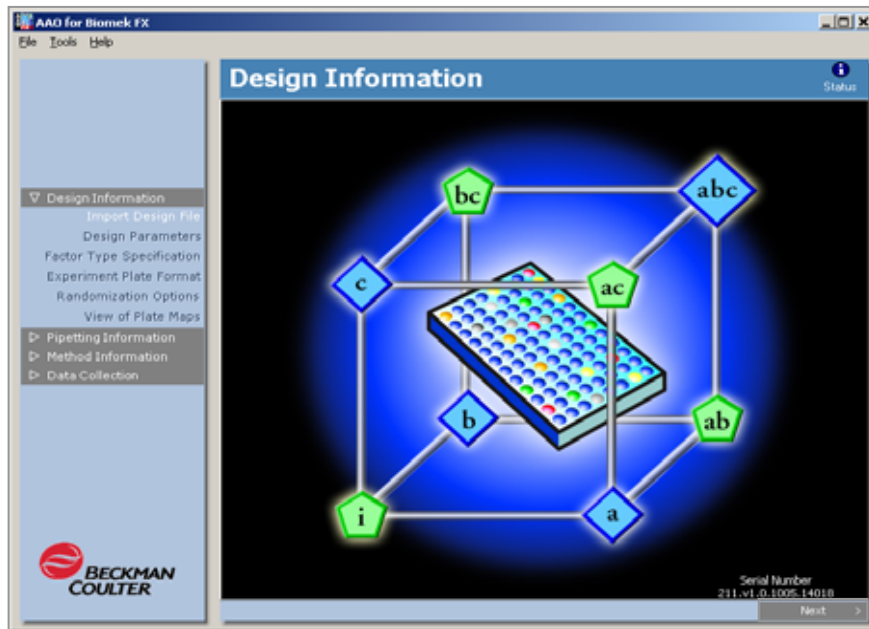 AAO for Biomek FX
File Tools Help
Design Information
Status
Design Information
Import Design File
Design Parameters
Factor Type Specification
Experiment Plate Format
Randomization Options
View of Plate Maps
Pipetting Information
Method Information
Data Collection
bc
abc
c
ac
b
ab
i
a
BECKMAN
COULTER
Serial Number
211.v1.0.1005.14018
Next >